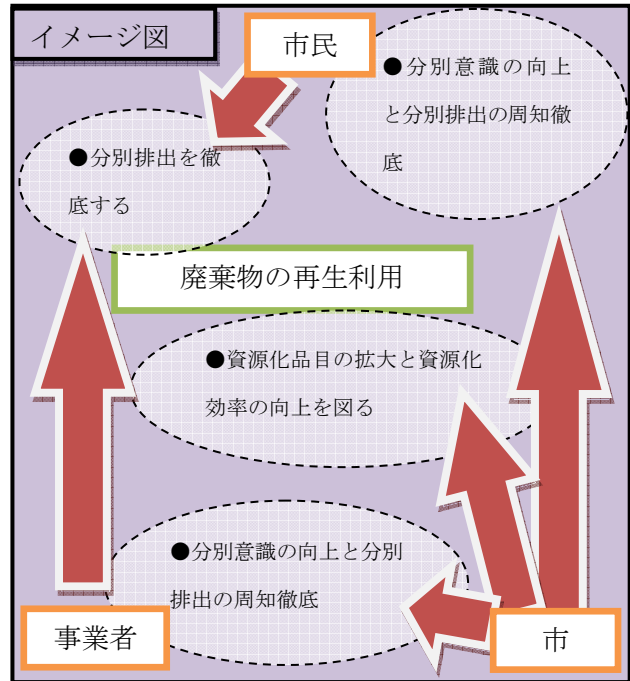 イメージ図
市民
●分別意識の向上
と分別排出の周知徹
底
●分別排出を徹
底する
廃棄物の再生利用
●資源化品目の拡大と資源化
効率の向上を図る
●分別意識の向上と分別
排出の周知徹底
事業者
市